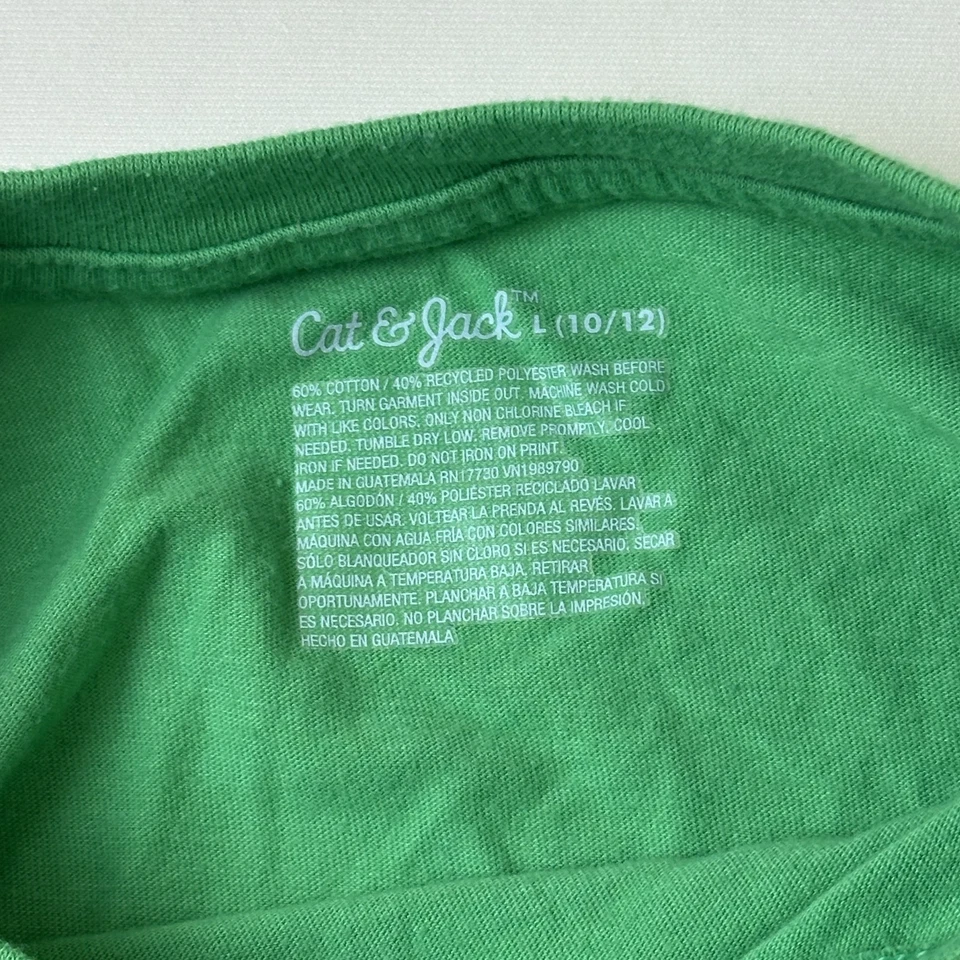 Cat & Jack™ L (10/12)
60% COTTON / 40% RECYCLED POLYESTER WASH BEFORE
WEAR. TURN GARMENT INSIDE OUT. MACHINE WASH COLD
WITH LIKE COLORS. ONLY NON CHLORINE BLEACH IF
NEEDED. TUMBLE DRY LOW. REMOVE PROMPTLY. COOL
IRON IF NEEDED. DO NOT IRON ON PRINT.
MADE IN GUATEMALA RN17730 VN1989790
60% ALGODÓN / 40% POLIÉSTER RECICLADO LAVAR
ANTES DE USAR. VOLTEAR LA PRENDA AL REVÉS. LAVAR A
MÁQUINA CON AGUA FRÍA CON COLORES SIMILARES.
SÓLO BLANQUEADOR SIN CLORO SI ES NECESARIO. SECAR
A MÁQUINA A TEMPERATURA BAJA. RETIRAR
OPORTUNAMENTE. PLANCHAR A BAJA TEMPERATURA SI
ES NECESARIO. NO PLANCHAR SOBRE LA IMPRESIÓN.
HECHO EN GUATEMALA